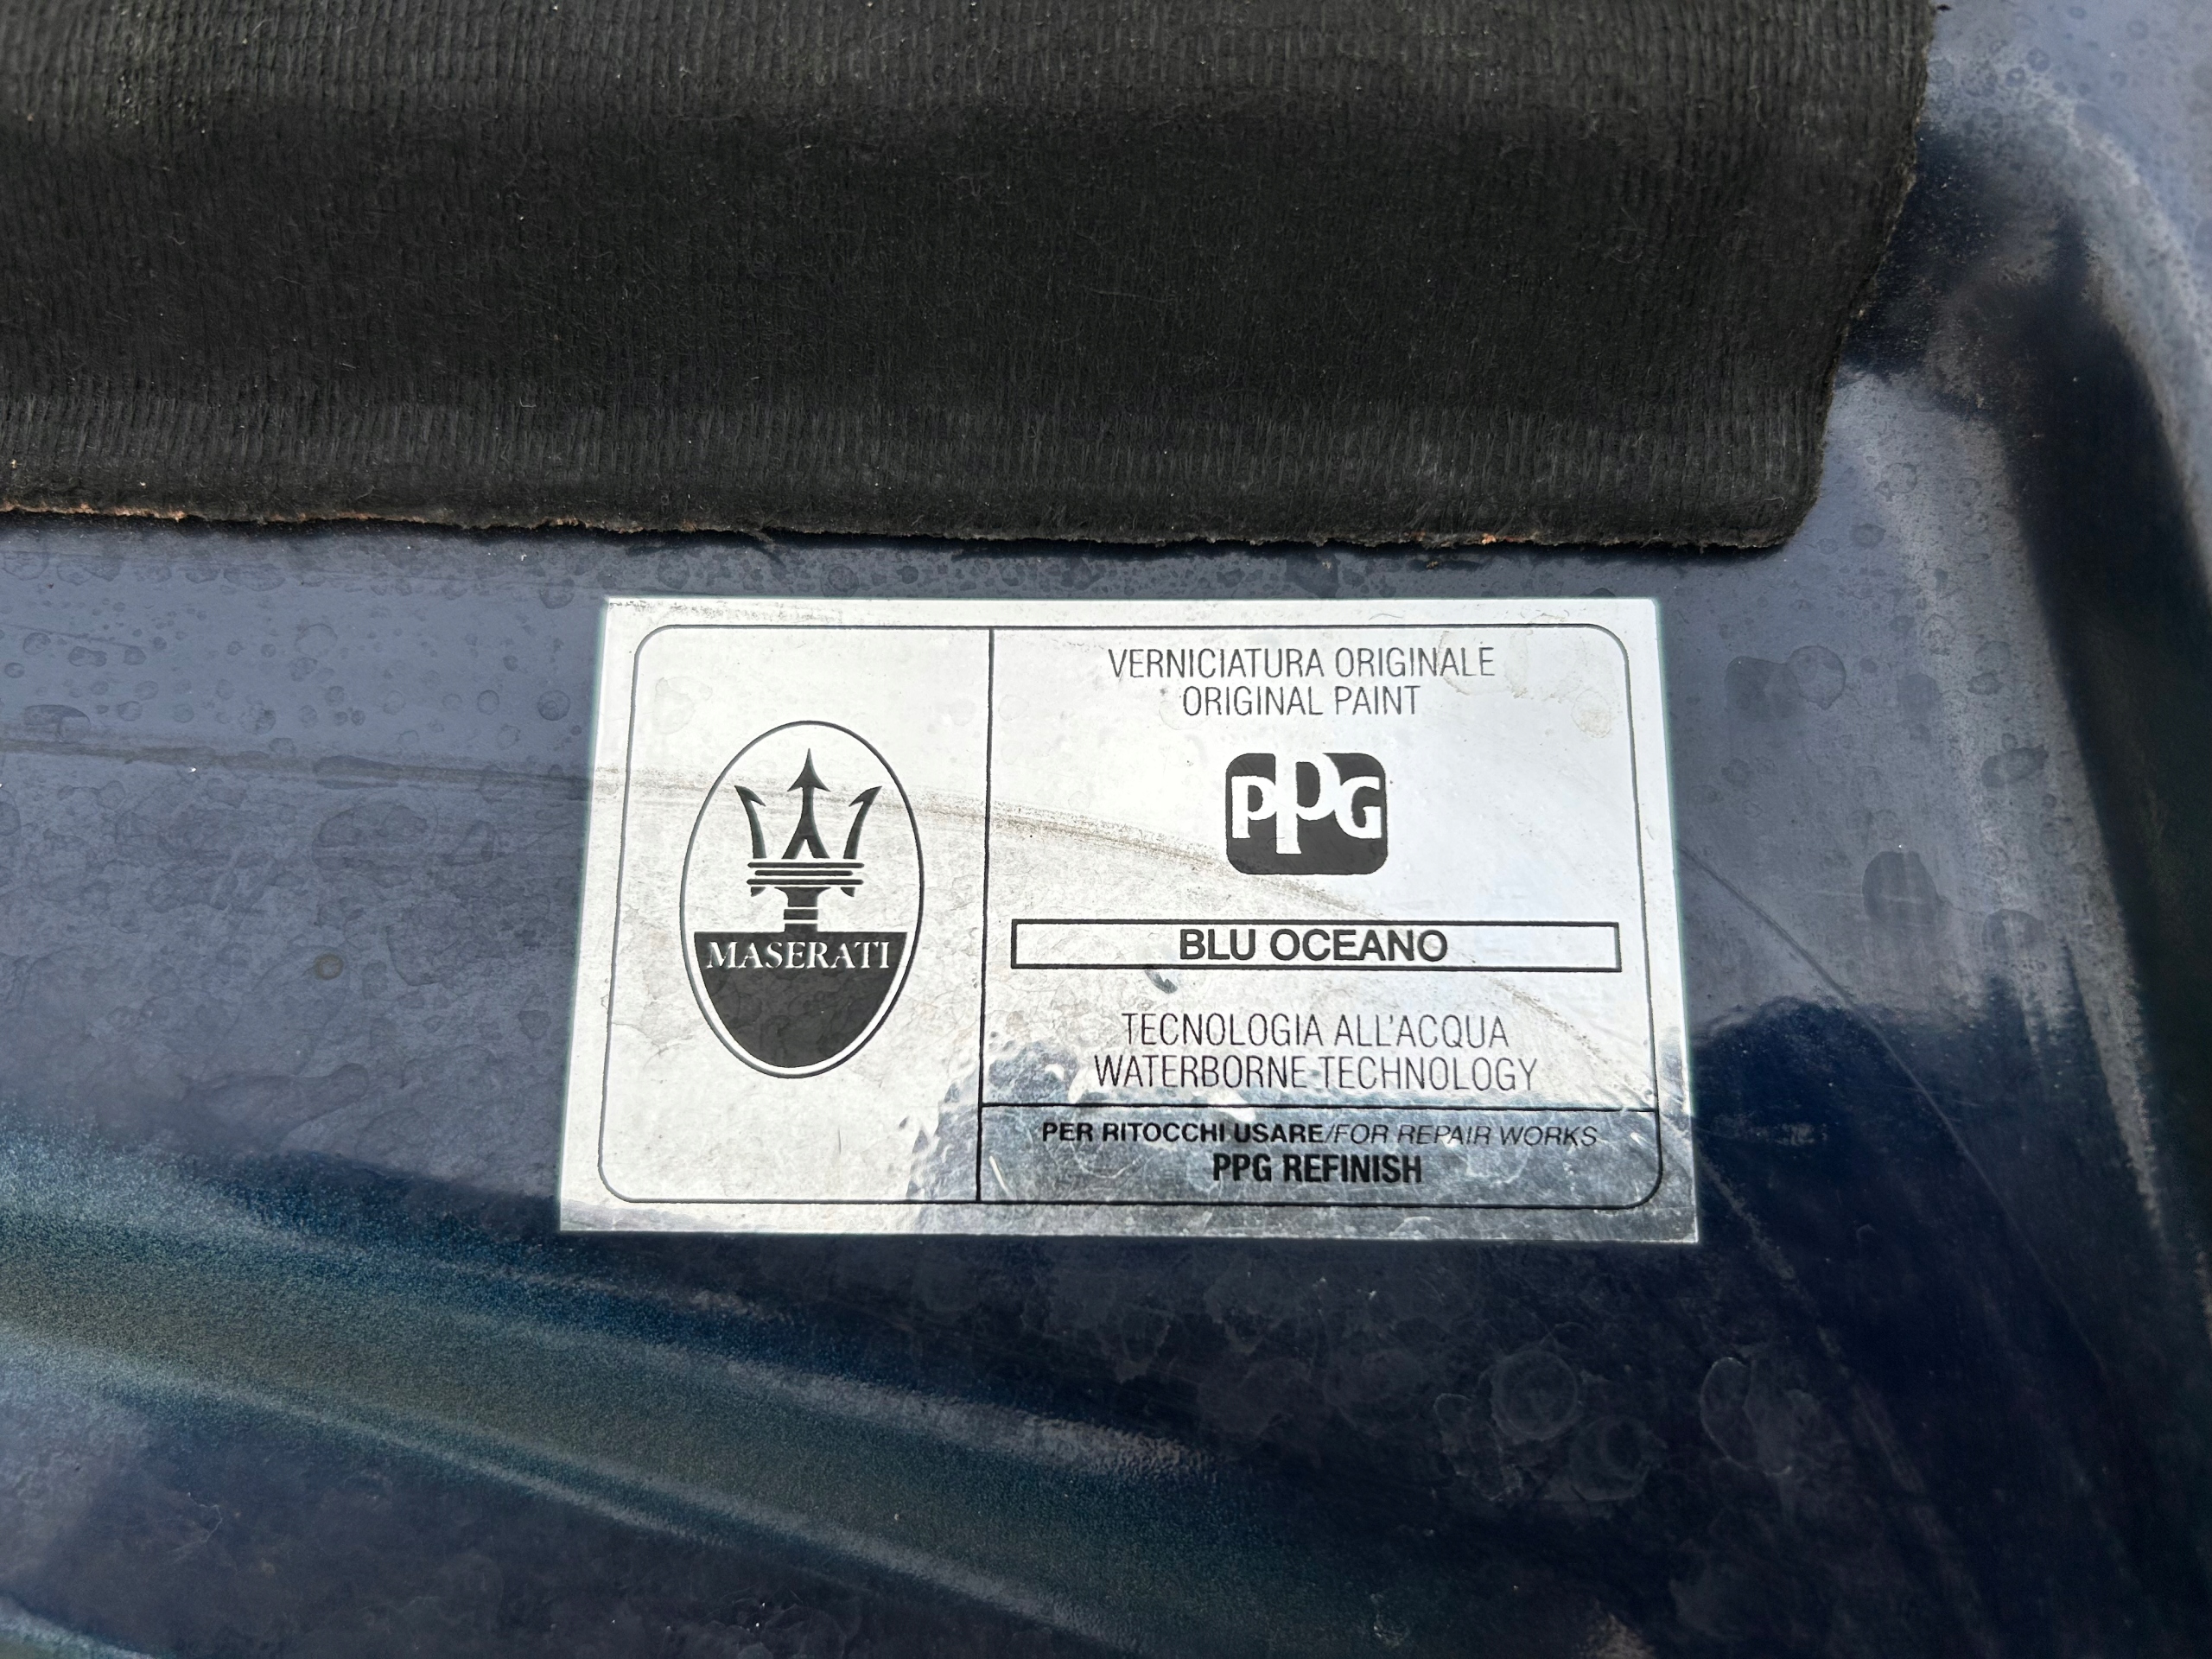 MASERATI
VERNICIATURA ORIGINALE
ORIGINAL PAINT
PPG
BLU OCEANO
TECNOLOGIA ALL'ACQUA
WATERBORNE TECHNOLOGY
PER RITOCCHI USARE/FOR REPAIR WORKS
PPG REFINISH